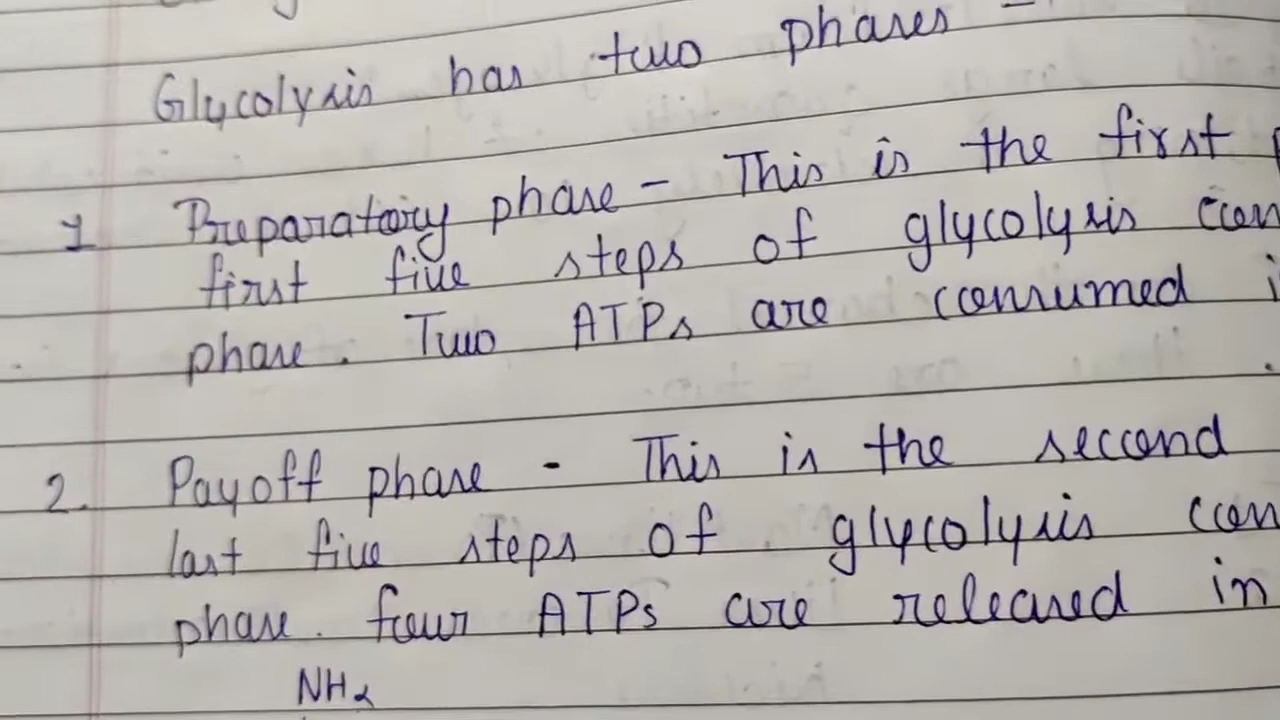 Glycolysis has two phases -
1 Preparatory phase - This is the first
first five steps of glycolysis
phase. Two ATPs are consumed
2. Payoff phase - This is the second
last five steps of glycolysis
phase. four ATPs are released in
NH2